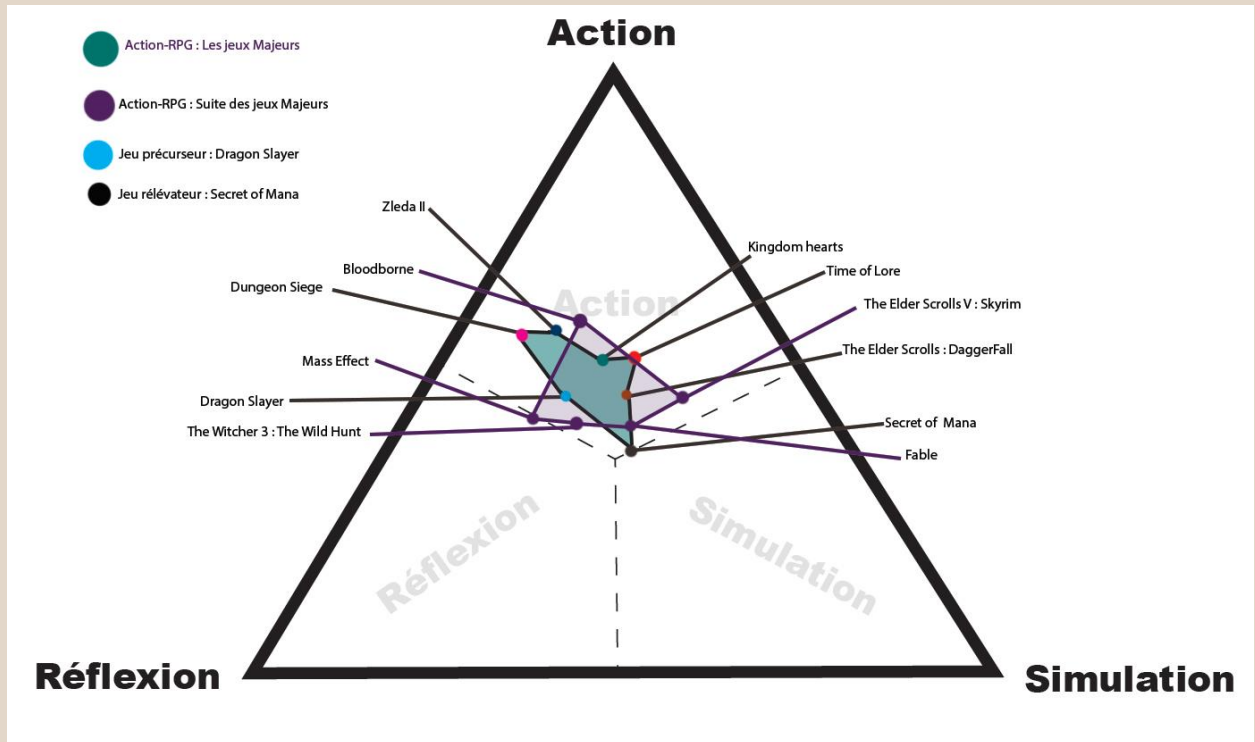 Action
Action-RPG : Les jeux Majeurs
Action-RPG : Suite des jeux Majeurs
Jeu précurseur : Dragon Slayer
Jeu rélévateur : Secret of Mana
Zleda II
Kingdom hearts
Bloodborne
Time of Lore
Dungeon Siege
Action
The Elder Scrolls V : Skyrim
Mass Effect
The Elder Scrolls : DaggerFall
Dragon Slayer
Secret of Mana
The Witcher 3 : The Wild Hunt
Fable
Réflexion
Simulation
Réflexion
Simulation